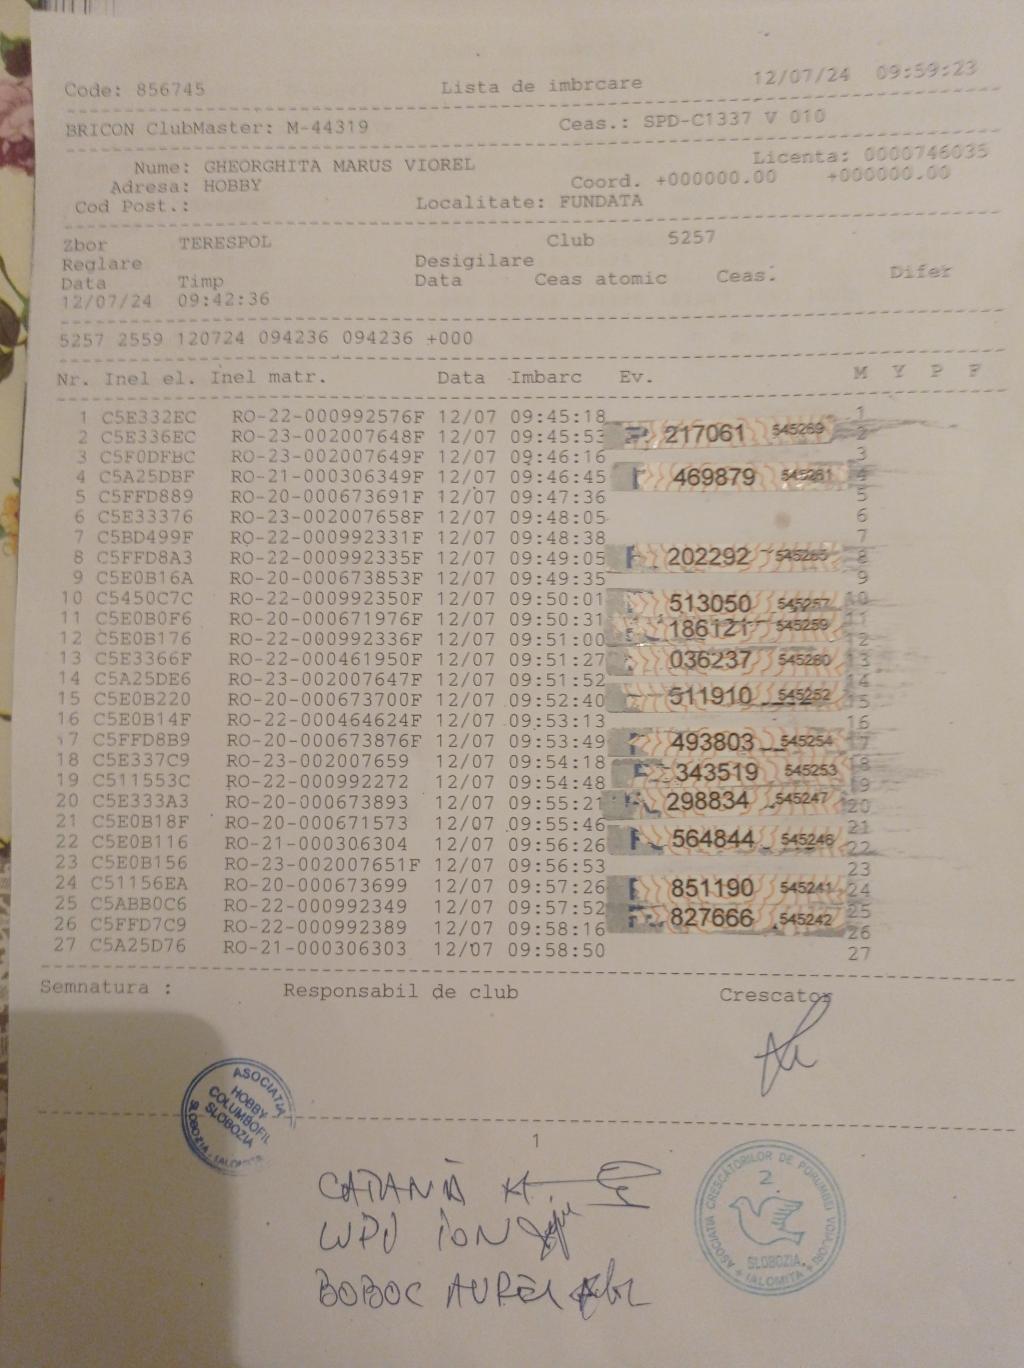 Code: 856745 Lista de imbrcare 12/07/24 09:59:23
BRICON ClubMaster: M-44319 Ceas.: SPD-C1337 V 010
Nume: GHEORGHITA MARUS VIOREL Licenta: 0000746035
Adresa: HOBBY Coord. +000000.00 +000000.00
Cod Post.: Localitate: FUNDATA
Zbor TERESPOL Club 5257
Reglare Desigilare
Data Timp Data Ceas atomic Ceas. Difer
12/07/24 09:42:36
5257 2559 120724 094236 094236 +000
Nr. Inel el. Inel matr. Data Imbarc Ev. M Y P F
1 C5E332EC RO-22-000992576F 12/07 09:45:18 1
2 C5E336EC RO-23-002007648F 12/07 09:45:53 217061 545269 2
3 C5F0DFBC RO-23-002007649F 12/07 09:46:16 3
4 C5A25DBF RO-21-000306349F 12/07 09:46:45 469879 545261 4
5 C5FFD889 RO-20-000673691F 12/07 09:47:36 5
6 C5E33376 RO-23-002007658F 12/07 09:48:05 6
7 C5BD499F RO-22-000992331F 12/07 09:48:38 7
8 C5FFD8A3 RO-22-000992335F 12/07 09:49:05 202292 8
9 C5E0B16A RO-20-000673853F 12/07 09:49:35 9
10 C5450C7C RO-22-000992350F 12/07 09:50:01 513050 545257 10
11 C5E0B0F6 RO-20-000671976F 12/07 09:50:31 186121 545259 11
12 C5E0B176 RO-22-000992336F 12/07 09:51:00 12
13 C5E3366F RO-22-000461950F 12/07 09:51:27 036237 545260 13
14 C5A25DE6 RO-23-002007647F 12/07 09:51:52 14
15 C5E0B220 RO-20-000673700F 12/07 09:52:40 511910 545252 15
16 C5E0B14F RO-22-000464624F 12/07 09:53:13 16
17 C5FFD8B9 RO-20-000673876F 12/07 09:53:49 493803 545254 17
18 C5E337C9 RO-23-002007659 12/07 09:54:18 18
19 C511553C RO-22-000992272 12/07 09:54:48 343519 545253 19
20 C5E333A3 RO-20-000673893 12/07 09:55:21 298834 545247 20
21 C5E0B18F RO-20-000671573 12/07 09:55:46 21
22 C5E0B116 RO-21-000306304 12/07 09:56:26 564844 545246 22
23 C5E0B156 RO-23-002007651F 12/07 09:56:53 23
24 C51156EA RO-20-000673699 12/07 09:57:26 851190 545241 24
25 C5ABB0C6 RO-22-000992349 12/07 09:57:52 827666 545242 25
26 C5FFD7C9 RO-22-000992389 12/07 09:58:16 26
27 C5A25D76 RO-21-000306303 12/07 09:58:50 27
Semnatura : Responsabil de club Crescator
ASOCIATIA
HOBBY
COLUMBOFIL
SLOBOZIA
SLOBOZIA - IALOMITA
1
CATANĂ
LUPU ION
BOBOC AUREL
ASOCIATIA CRESCĂTORILOR DE PORUMBEI VOIAJORI
2
SLOBOZIA
IALOMITA